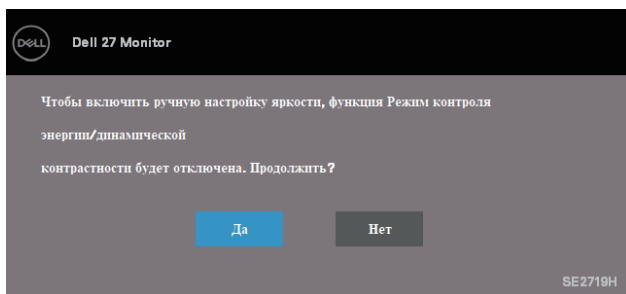 DELL
Dell 27 Monitor
Чтобы включить ручную настройку яркости, функция Режим контроля
энергии/динамической
контрастности будет отключена. Продолжить?
Да
Нет
SE2719H